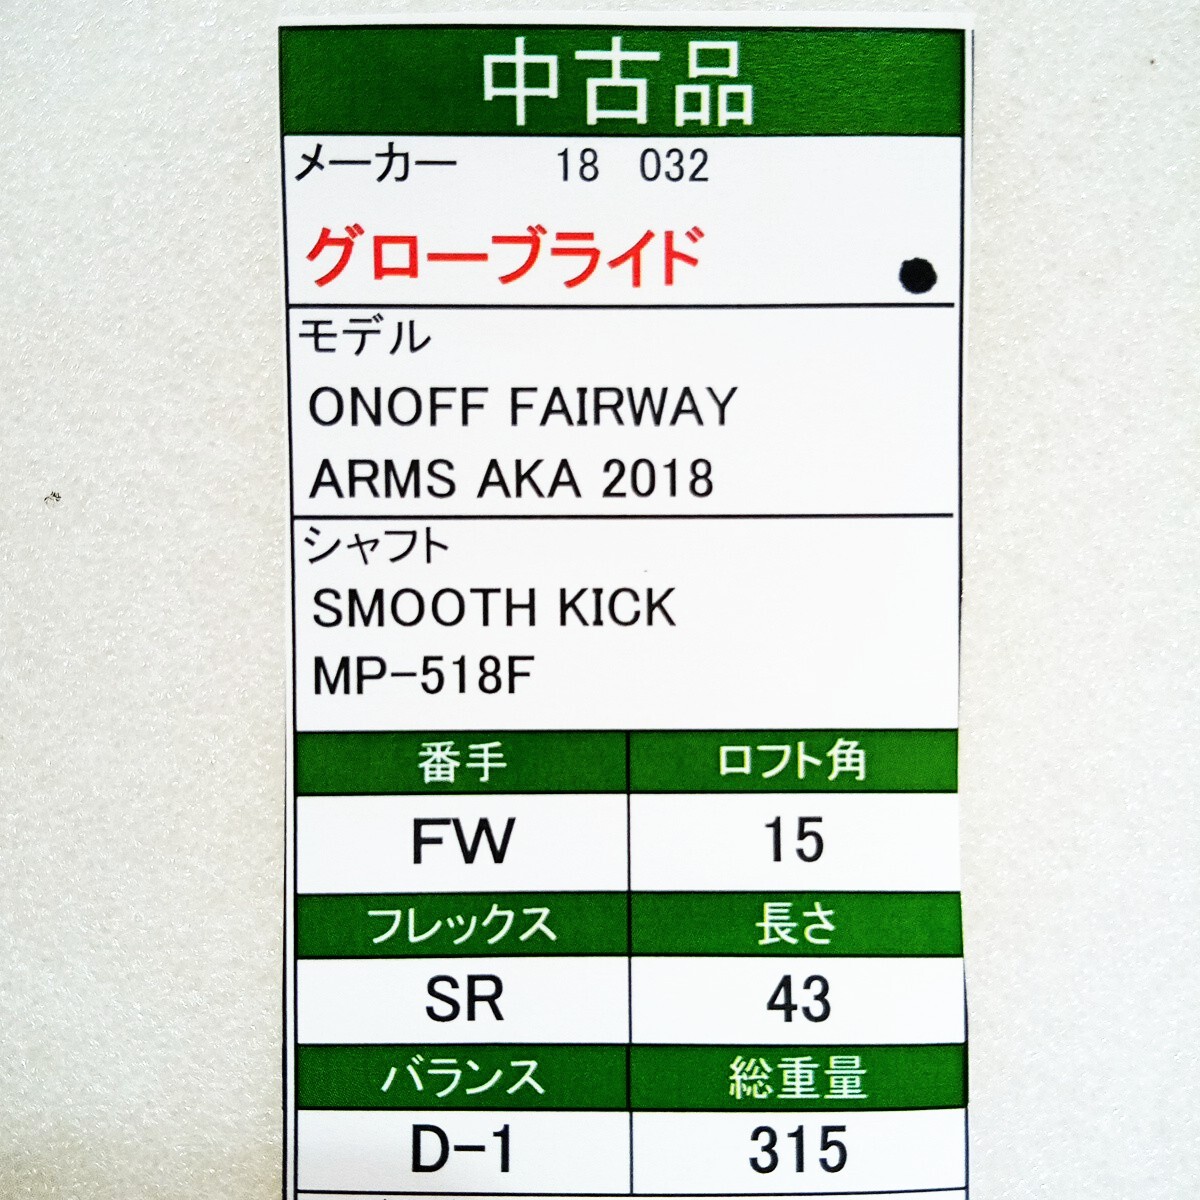 中古品
メーカー 18 032
グローブライド
モデル
ONOFF FAIRWAY
ARMS AKA 2018
シャフト
SMOOTH KICK
MP-518F
番手 ロフト角
FW 15
フレックス 長さ
SR 43
バランス 総重量
D-1 315